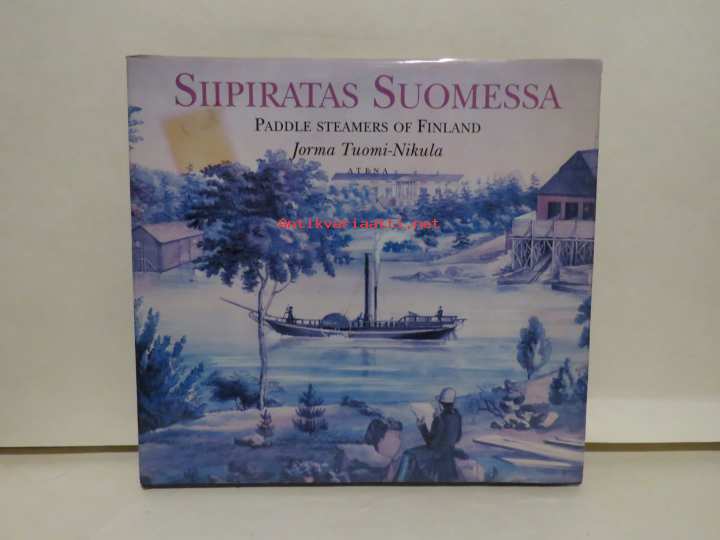 SIIPIRATAS SUOMESSA
PADDLE STEAMERS OF FINLAND
Jorma Tuomi-Nikula
ATENA
antikvariaatti.net